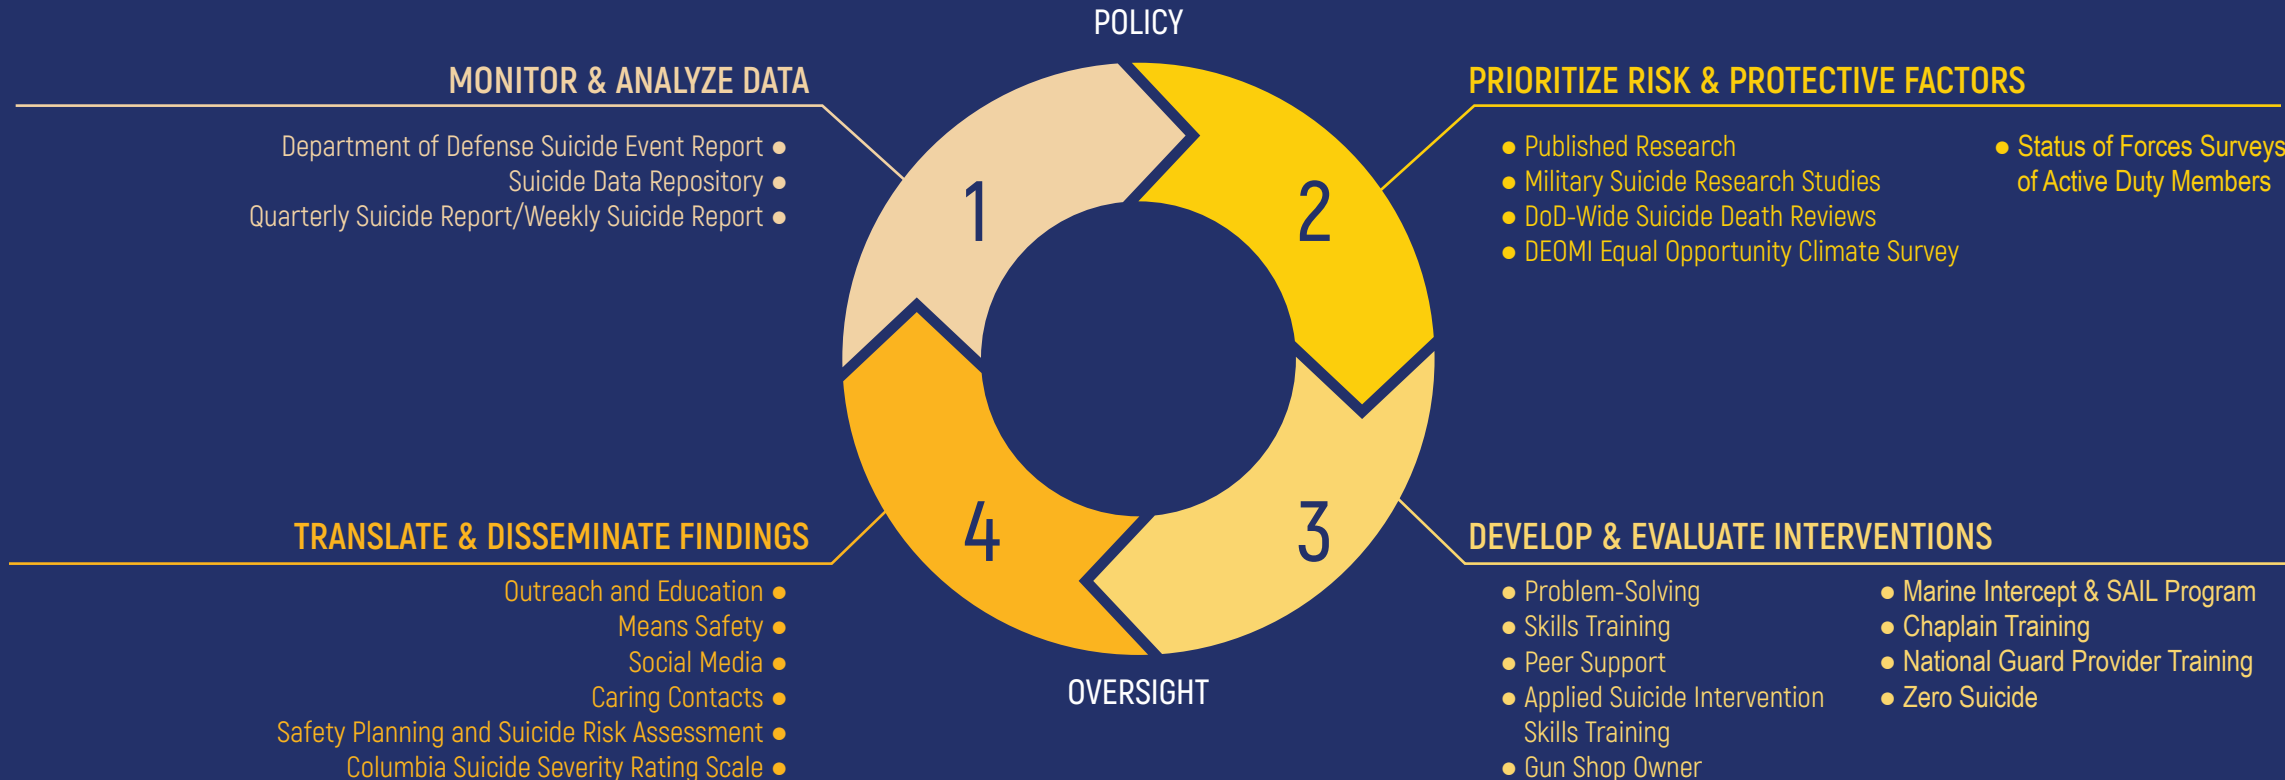 POLICY
MONITOR & ANALYZE DATA
Department of Defense Suicide Event Report ●
Suicide Data Repository ●
Quarterly Suicide Report/Weekly Suicide Report ●
1
2
PRIORITIZE RISK & PROTECTIVE FACTORS
● Published Research
● Military Suicide Research Studies
● DoD-Wide Suicide Death Reviews
● DEOMI Equal Opportunity Climate Survey
● Status of Forces Surveys
of Active Duty Members
TRANSLATE & DISSEMINATE FINDINGS
Outreach and Education ●
Means Safety ●
Social Media ●
Caring Contacts ●
Safety Planning and Suicide Risk Assessment ●
Columbia Suicide Severity Rating Scale ●
4
3
OVERSIGHT
DEVELOP & EVALUATE INTERVENTIONS
● Problem-Solving
● Skills Training
● Peer Support
● Applied Suicide Intervention
Skills Training
● Gun Shop Owner
● Marine Intercept & SAIL Program
● Chaplain Training
● National Guard Provider Training
● Zero Suicide